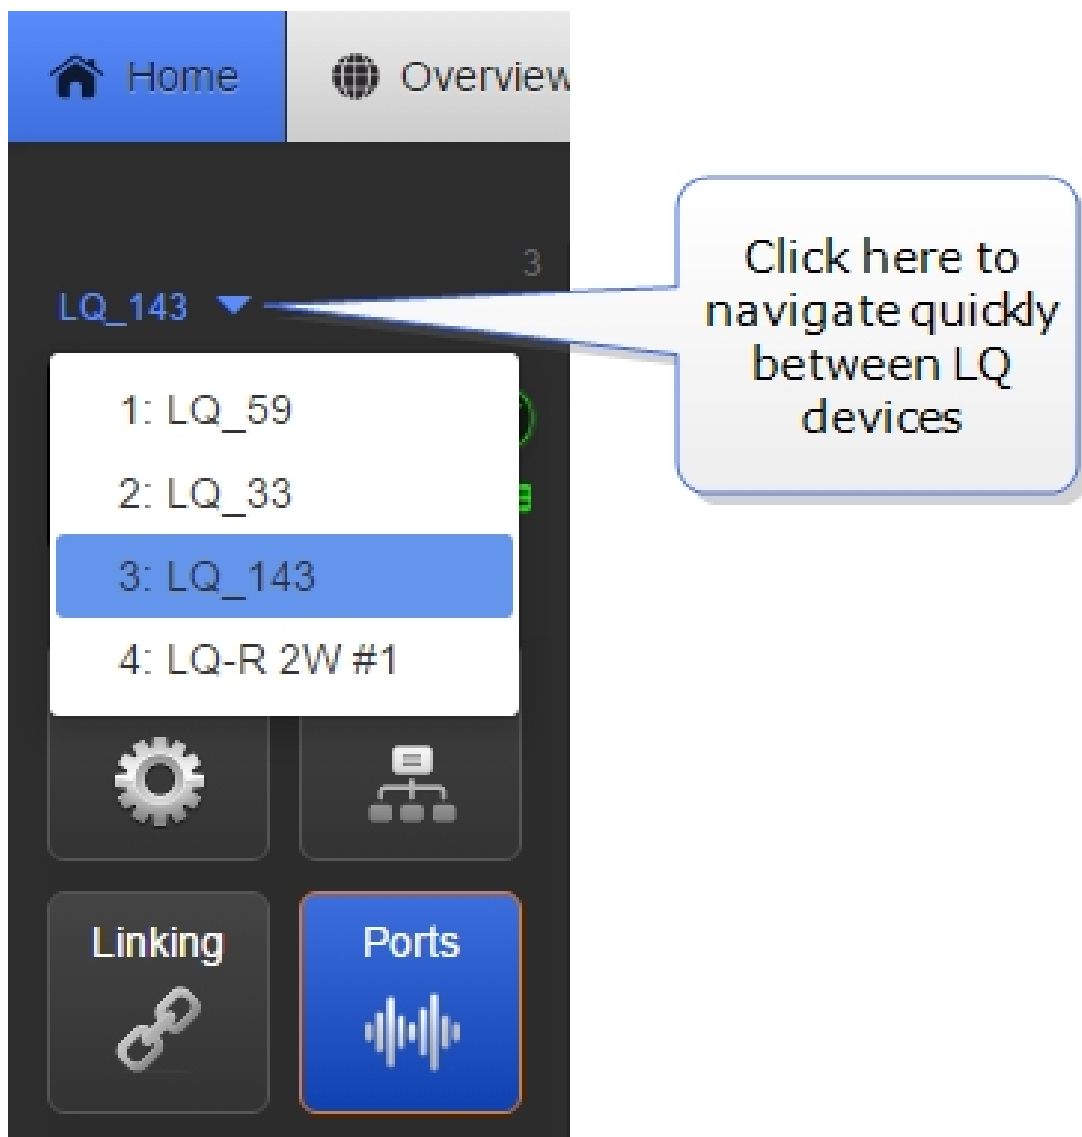 Home
Overview
3
LQ_143
Click here to
navigate quickly
between LQ
devices
1: LQ_59
2: LQ_33
3: LQ_143
4: LQ-R 2W #1
Linking
Ports